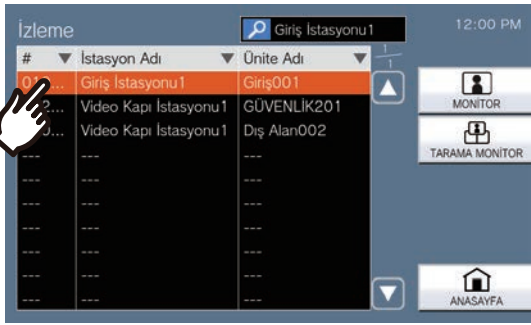 İzleme Giriş İstasyonu1 12:00 PM
# İstasyon Adı Ünite Adı 1/1
Giriş İstasyonu1 Giriş001
Video Kapı İstasyonu1 GÜVENLİK201
Video Kapı İstasyonu1 Dış Alan002
--- --- ---
--- --- ---
--- --- ---
--- --- ---
--- --- ---
--- --- ---
--- --- ---
MONİTOR
TARAMA MONİTOR
ANASAYFA